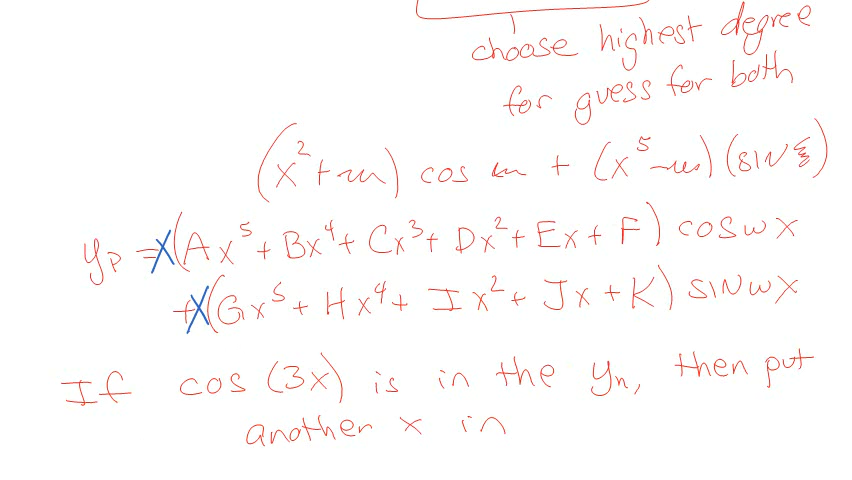 choose highest degree
for guess for both
(x² + ) cos + (x⁵ ) (SIN )
yp = x(Ax⁵ + Bx⁴ + Cx³ + Dx² + Ex + F) cos wx
+x(Gx⁵ + Hx⁴ + Ix² + Jx + K) SIN wx
If cos (3x) is in the yn, then put
another x in